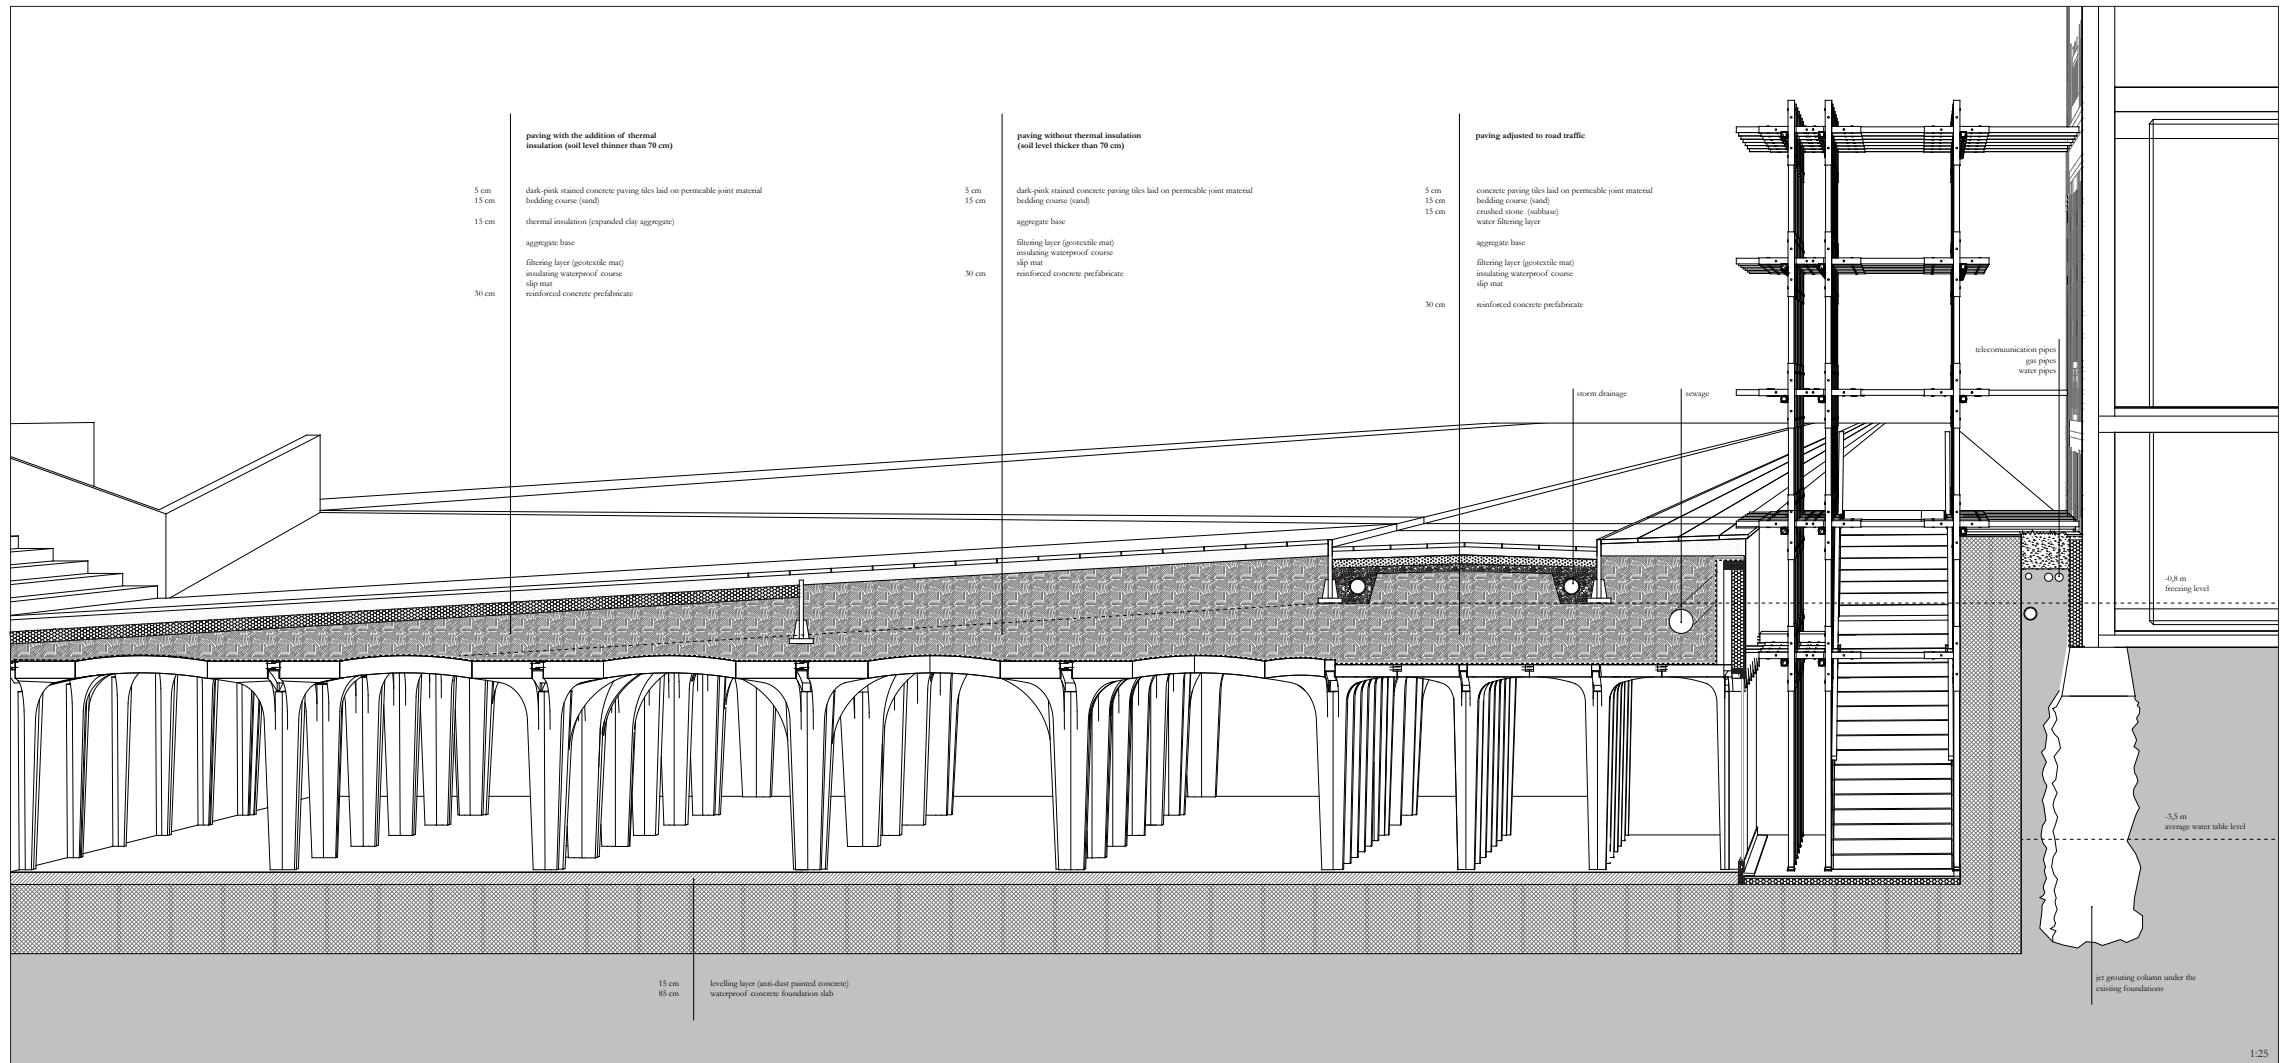 paving with the addition of thermal
insulation (soil level thinner than 70 cm)
5 cm dark-pink stained concrete paving tiles laid on permeable joint material
15 cm bedding course (sand)
15 cm thermal insulation (expanded clay aggregate)
aggregate base
filtering layer (geotextile mat)
insulating waterproof course
slip mat
30 cm reinforced concrete prefabricate
paving without thermal insulation
(soil level thicker than 70 cm)
5 cm dark-pink stained concrete paving tiles laid on permeable joint material
15 cm bedding course (sand)
aggregate base
filtering layer (geotextile mat)
insulating waterproof course
slip mat
30 cm reinforced concrete prefabricate
paving adjusted to road traffic
5 cm concrete paving tiles laid on permeable joint material
15 cm bedding course (sand)
15 cm crushed stone (subbase)
water filtering layer
aggregate base
filtering layer (geotextile mat)
insulating waterproof course
slip mat
30 cm reinforced concrete prefabricate
telecomuunication pipes
gas pipes
water pipes
storm drainage
sewage
-0,8 m
freezing level
-3,5 m
average water table level
15 cm levelling layer (anti-dust painted concrete)
85 cm waterproof concrete foundation slab
jet grouting column under the
existing foundations
1:25